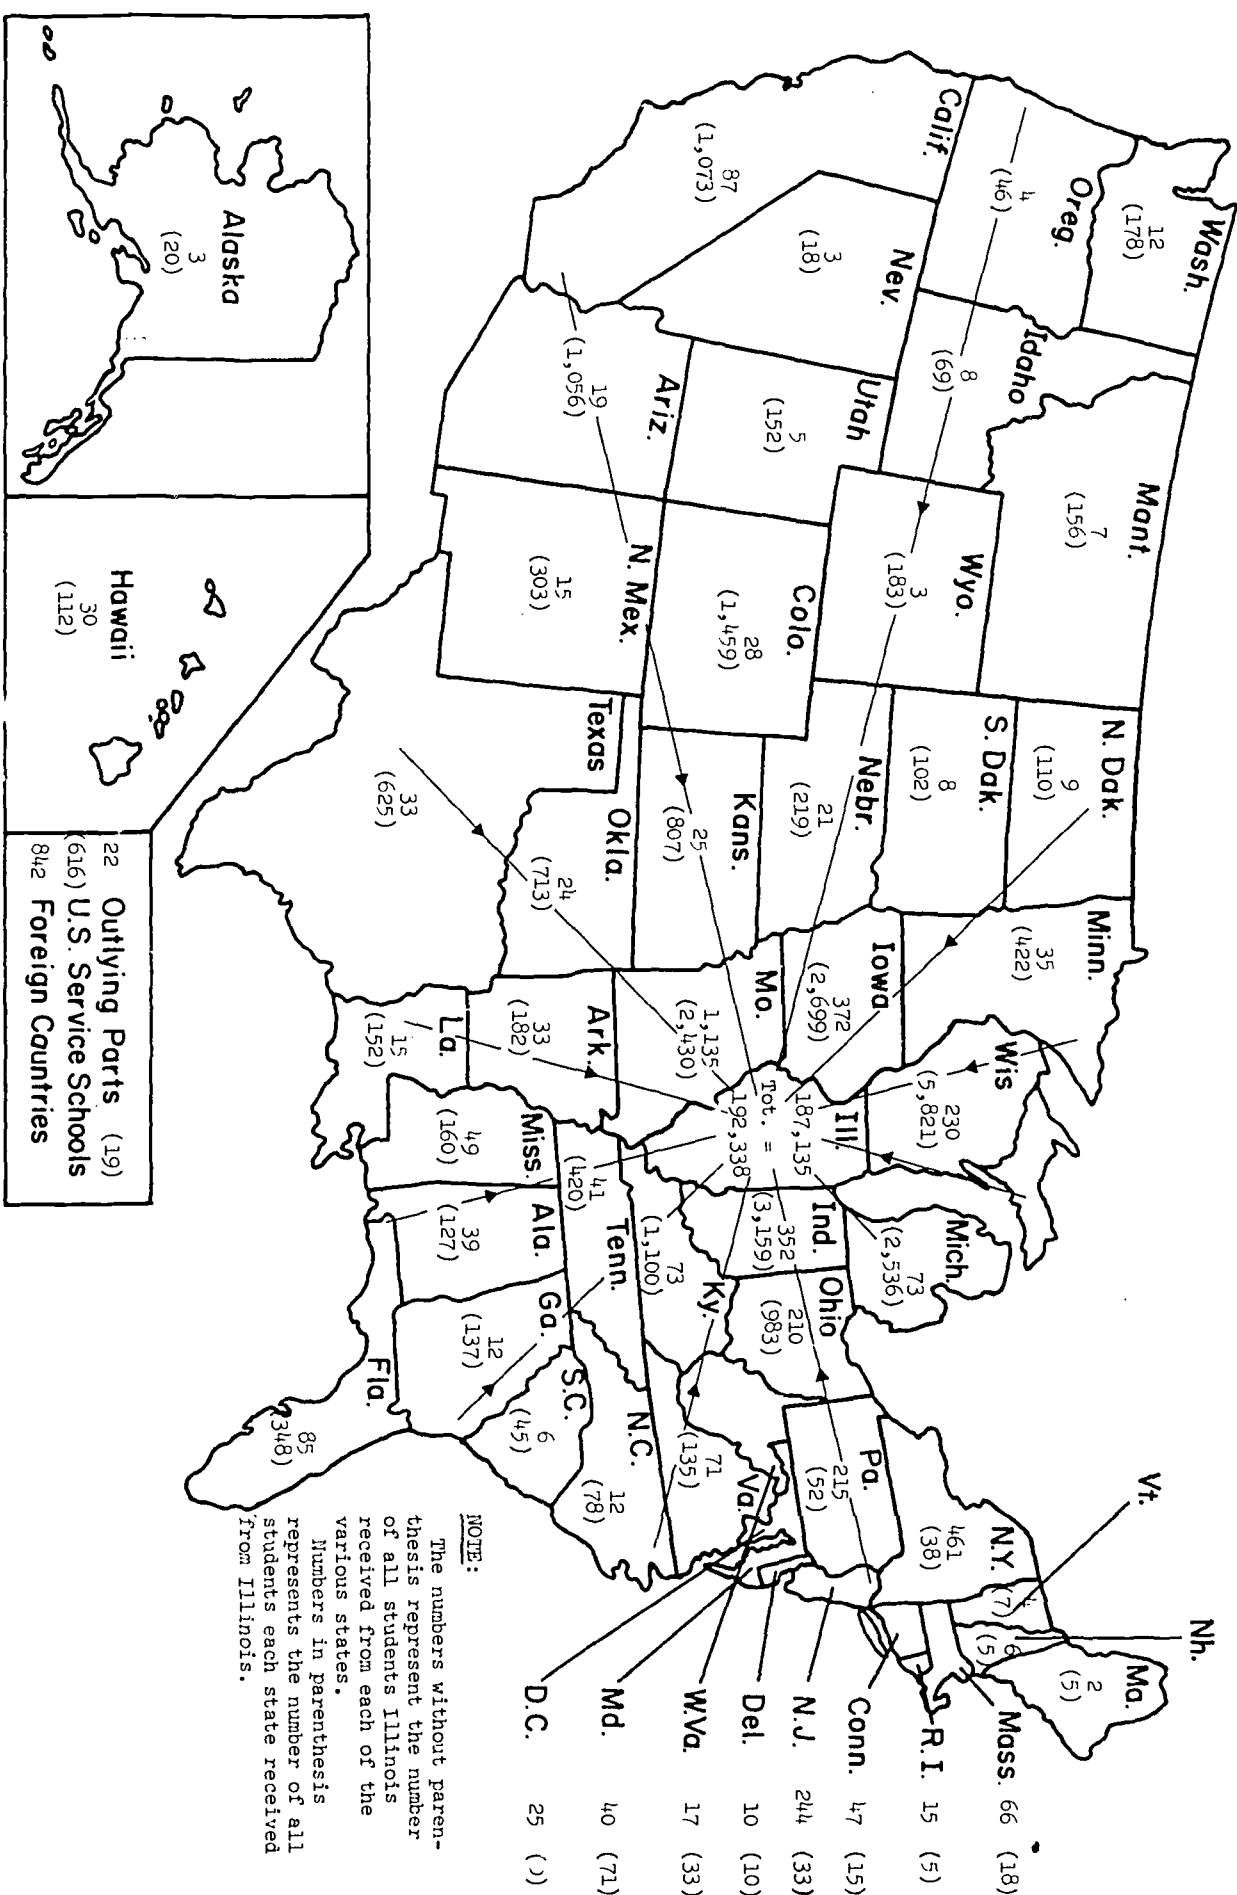 Wash.
12
(178)
Oreg.
4
(46)
Calif.
87
(1,073)
Nev.
3
(18)
Idaho
8
(69)
Mant.
7
(156)
Utah
5
(152)
Ariz.
19
(1,056)
Wyo.
3
(183)
Colo.
28
(1,459)
N. Mex.
15
(303)
N. Dak.
9
(110)
S. Dak.
8
(102)
Nebr.
21
(219)
Kans.
25
(807)
Okla.
24
(713)
Texas
33
(625)
Minn.
35
(422)
Iowa
372
(2,699)
Mo.
1,135
(2,430)
Ark.
33
(182)
La.
15
(152)
Wis
230
(5,821)
Ill.
187,135
Tot. =
192,338
Mich.
73
(2,536)
Ind.
352
(3,159)
Ohio
210
(983)
Ky.
73
(1,100)
Tenn.
41
(420)
Miss.
49
(160)
Ala.
39
(127)
Ga.
12
(137)
Fla.
85
(348)
S.C.
6
(45)
N.C.
12
(78)
Va.
71
(135)
Pa.
215
(52)
N.Y.
461
(38)
Vt.
(7)
Nh.
6
(5)
Ma.
2
(5)
Mass. 66 (18)
R.I. 15 (5)
Conn. 47 (15)
N.J. 244 (33)
Del. 10 (10)
W.Va. 17 (33)
Md. 40 (71)
D.C. 25 ( )
Alaska
3
(20)
Hawaii
30
(112)
22 Outlying Parts (19)
(616) U.S. Service Schools
842 Foreign Cauntries
NOTE:
The numbers without paren-
thesis represent the number
of all students Illinois
received from each of the
various states.
Numbers in parenthesis
represents the number of all
students each state received
from Illinois.